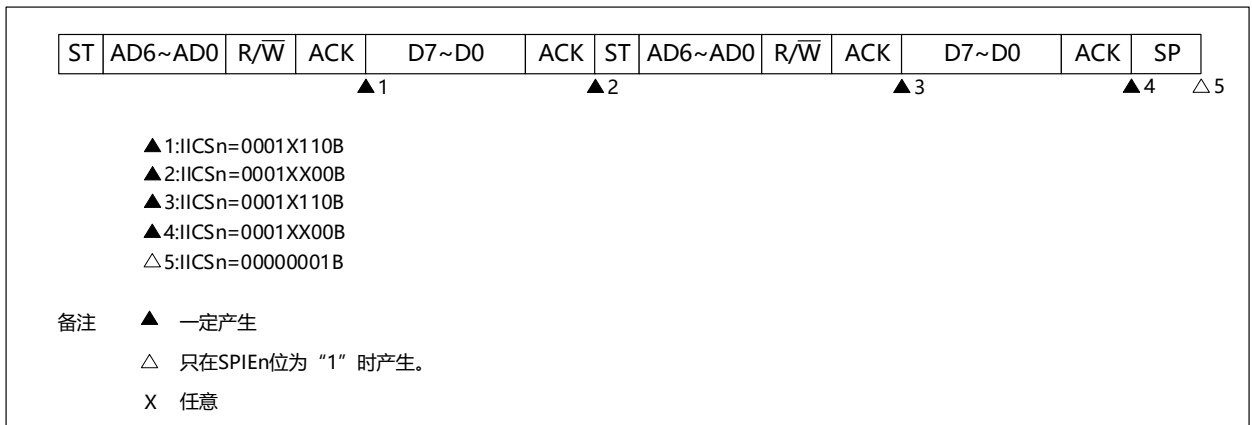 ST AD6~AD0 R/W̅ ACK D7~D0 ACK ST AD6~AD0 R/W̅ ACK D7~D0 ACK SP
▲1 ▲2 ▲3 ▲4 △5
▲1:IICSn=0001X110B
▲2:IICSn=0001XX00B
▲3:IICSn=0001X110B
▲4:IICSn=0001XX00B
△5:IICSn=00000001B
备注 ▲ 一定产生
△ 只在SPIEn位为“1”时产生。
X 任意